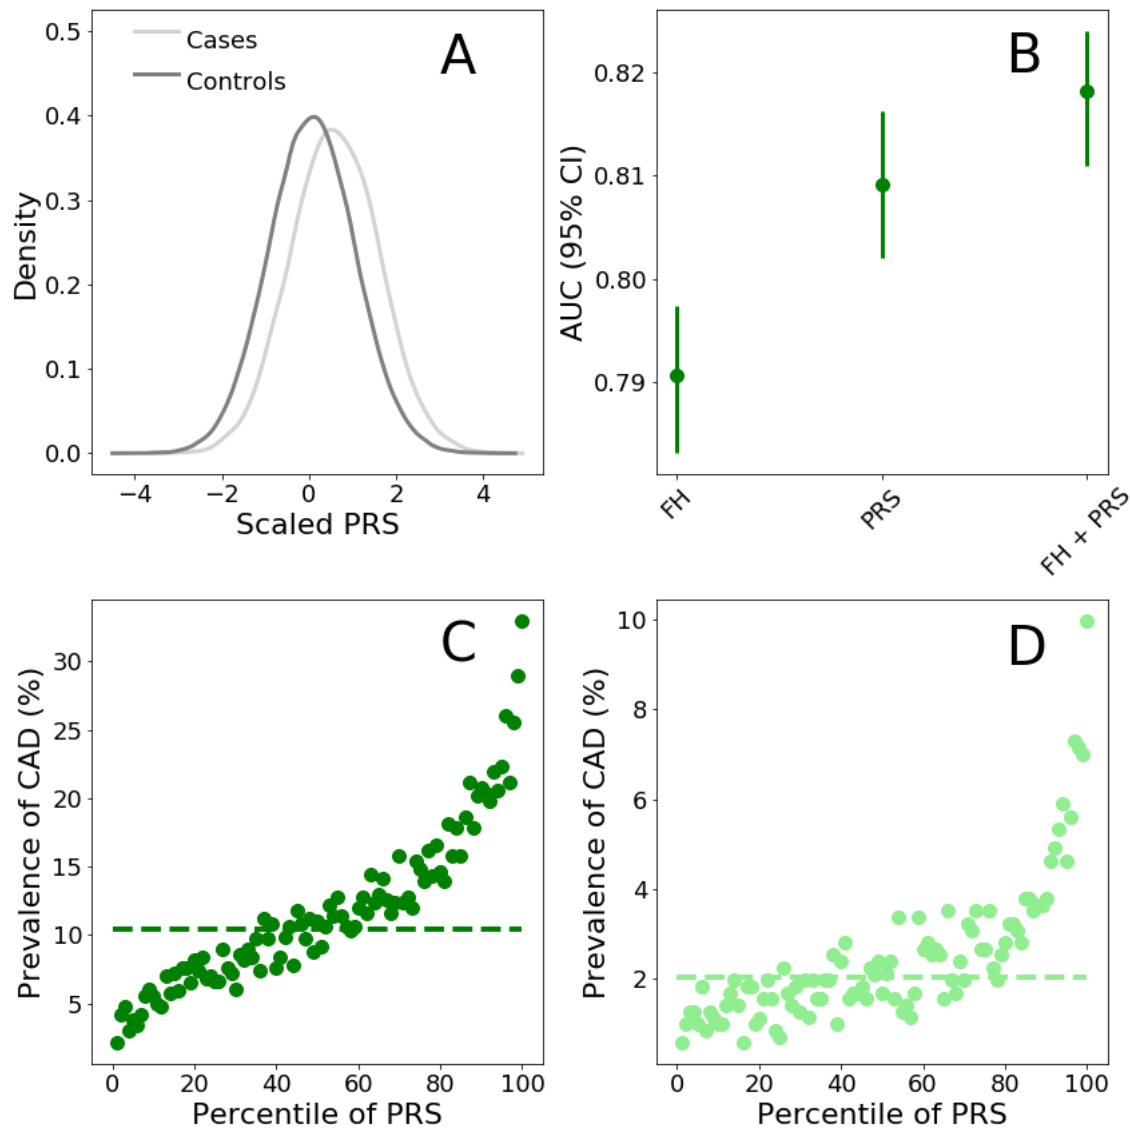 0.5
0.4
0.3
0.2
0.1
0.0
Density
Cases
Controls
A
−4 −2 0 2 4
Scaled PRS
0.82
0.81
0.80
0.79
AUC (95% CI)
B
FH
PRS
FH + PRS
30
25
20
15
10
5
Prevalence of CAD (%)
C
0 20 40 60 80 100
Percentile of PRS
10
8
6
4
2
Prevalence of CAD (%)
D
0 20 40 60 80 100
Percentile of PRS